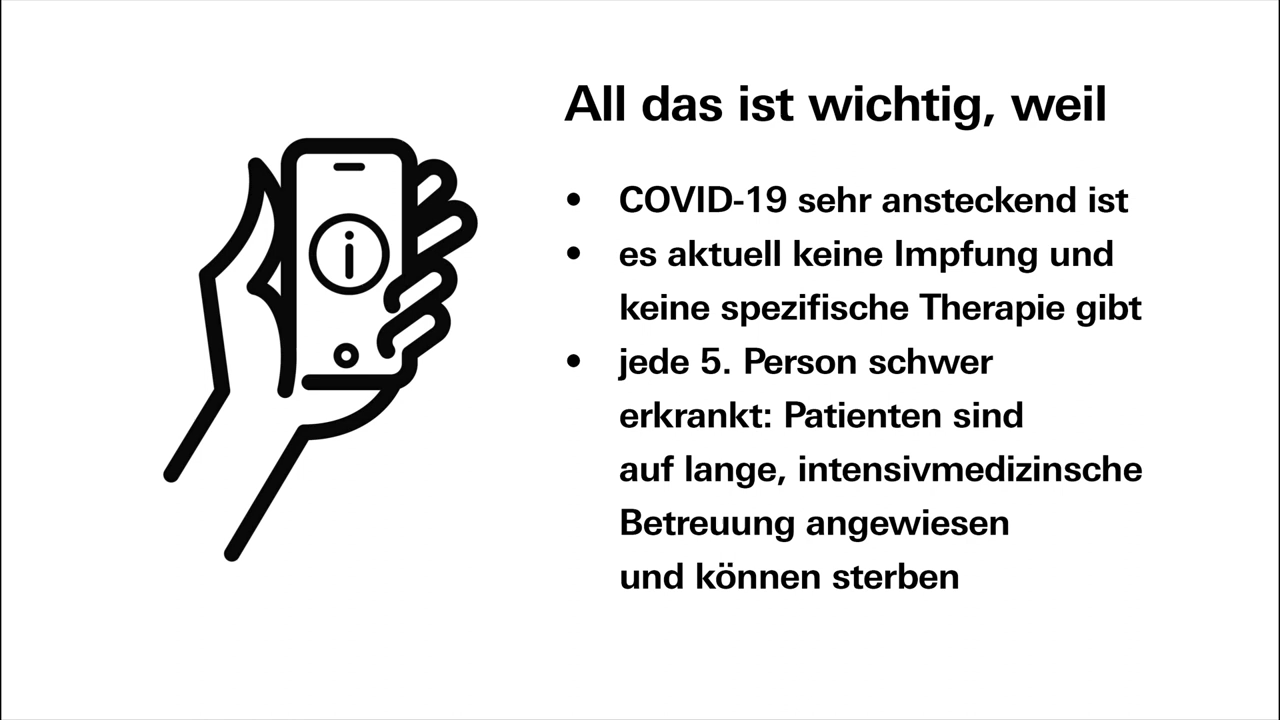 All das ist wichtig, weil
• COVID-19 sehr ansteckend ist
• es aktuell keine Impfung und
keine spezifische Therapie gibt
• jede 5. Person schwer
erkrankt: Patienten sind
auf lange, intensivmedizinsche
Betreuung angewiesen
und können sterben